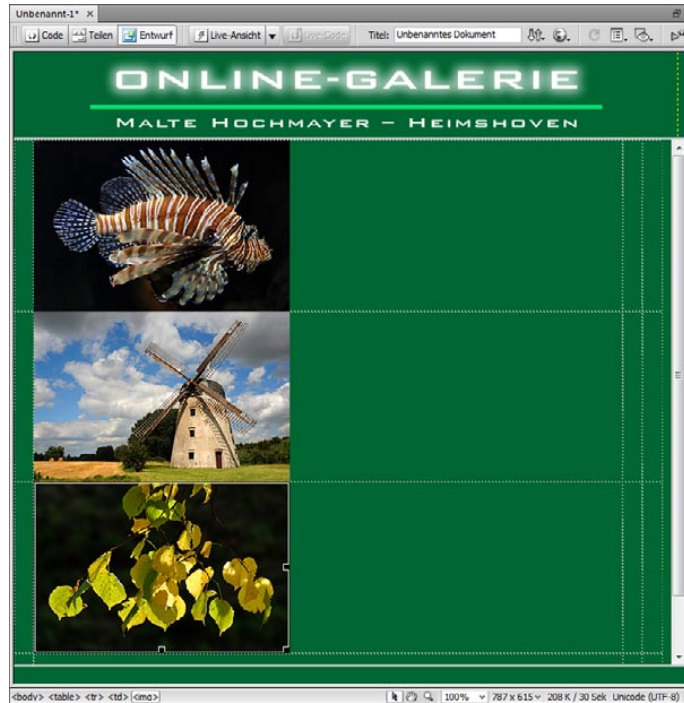 Unbenannt-1* ×
Code Teilen Entwurf Live-Ansicht Live-Code Titel: Unbenanntes Dokument
ONLINE-GALERIE
MALTE HOCHMAYER – HEIMSHOVEN
<body> <table> <tr> <td> <img> 100% 787 x 615 208 K / 30 Sek Unicode (UTF-8)